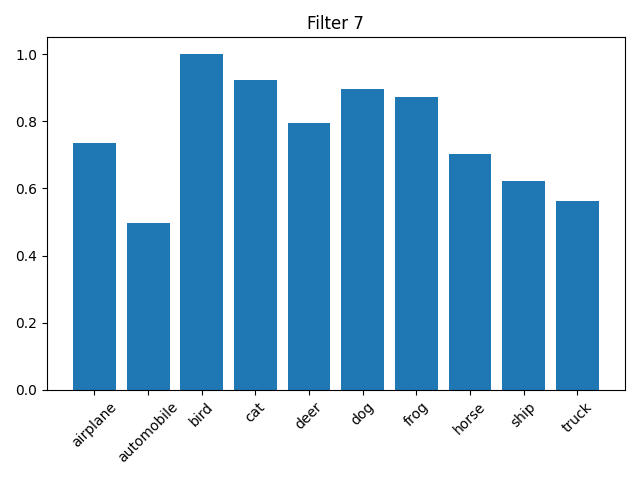 Filter 7
1.0
0.8
0.6
0.4
0.2
0.0
airplane
automobile
bird
cat
deer
dog
frog
horse
ship
truck